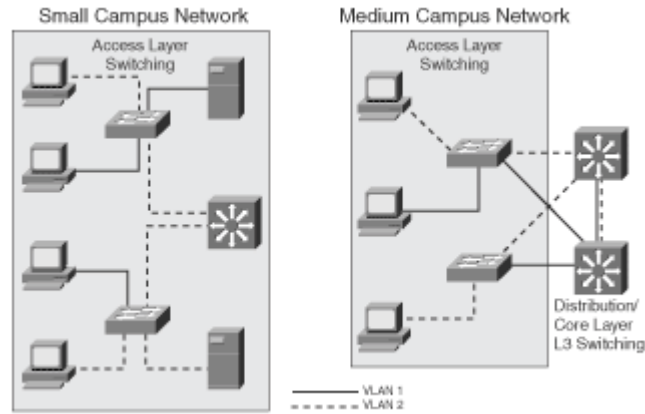 Small Campus Network
Medium Campus Network
Access Layer
Switching
Access Layer
Switching
Distribution/
Core Layer
L3 Switching
VLAN 1
VLAN 2